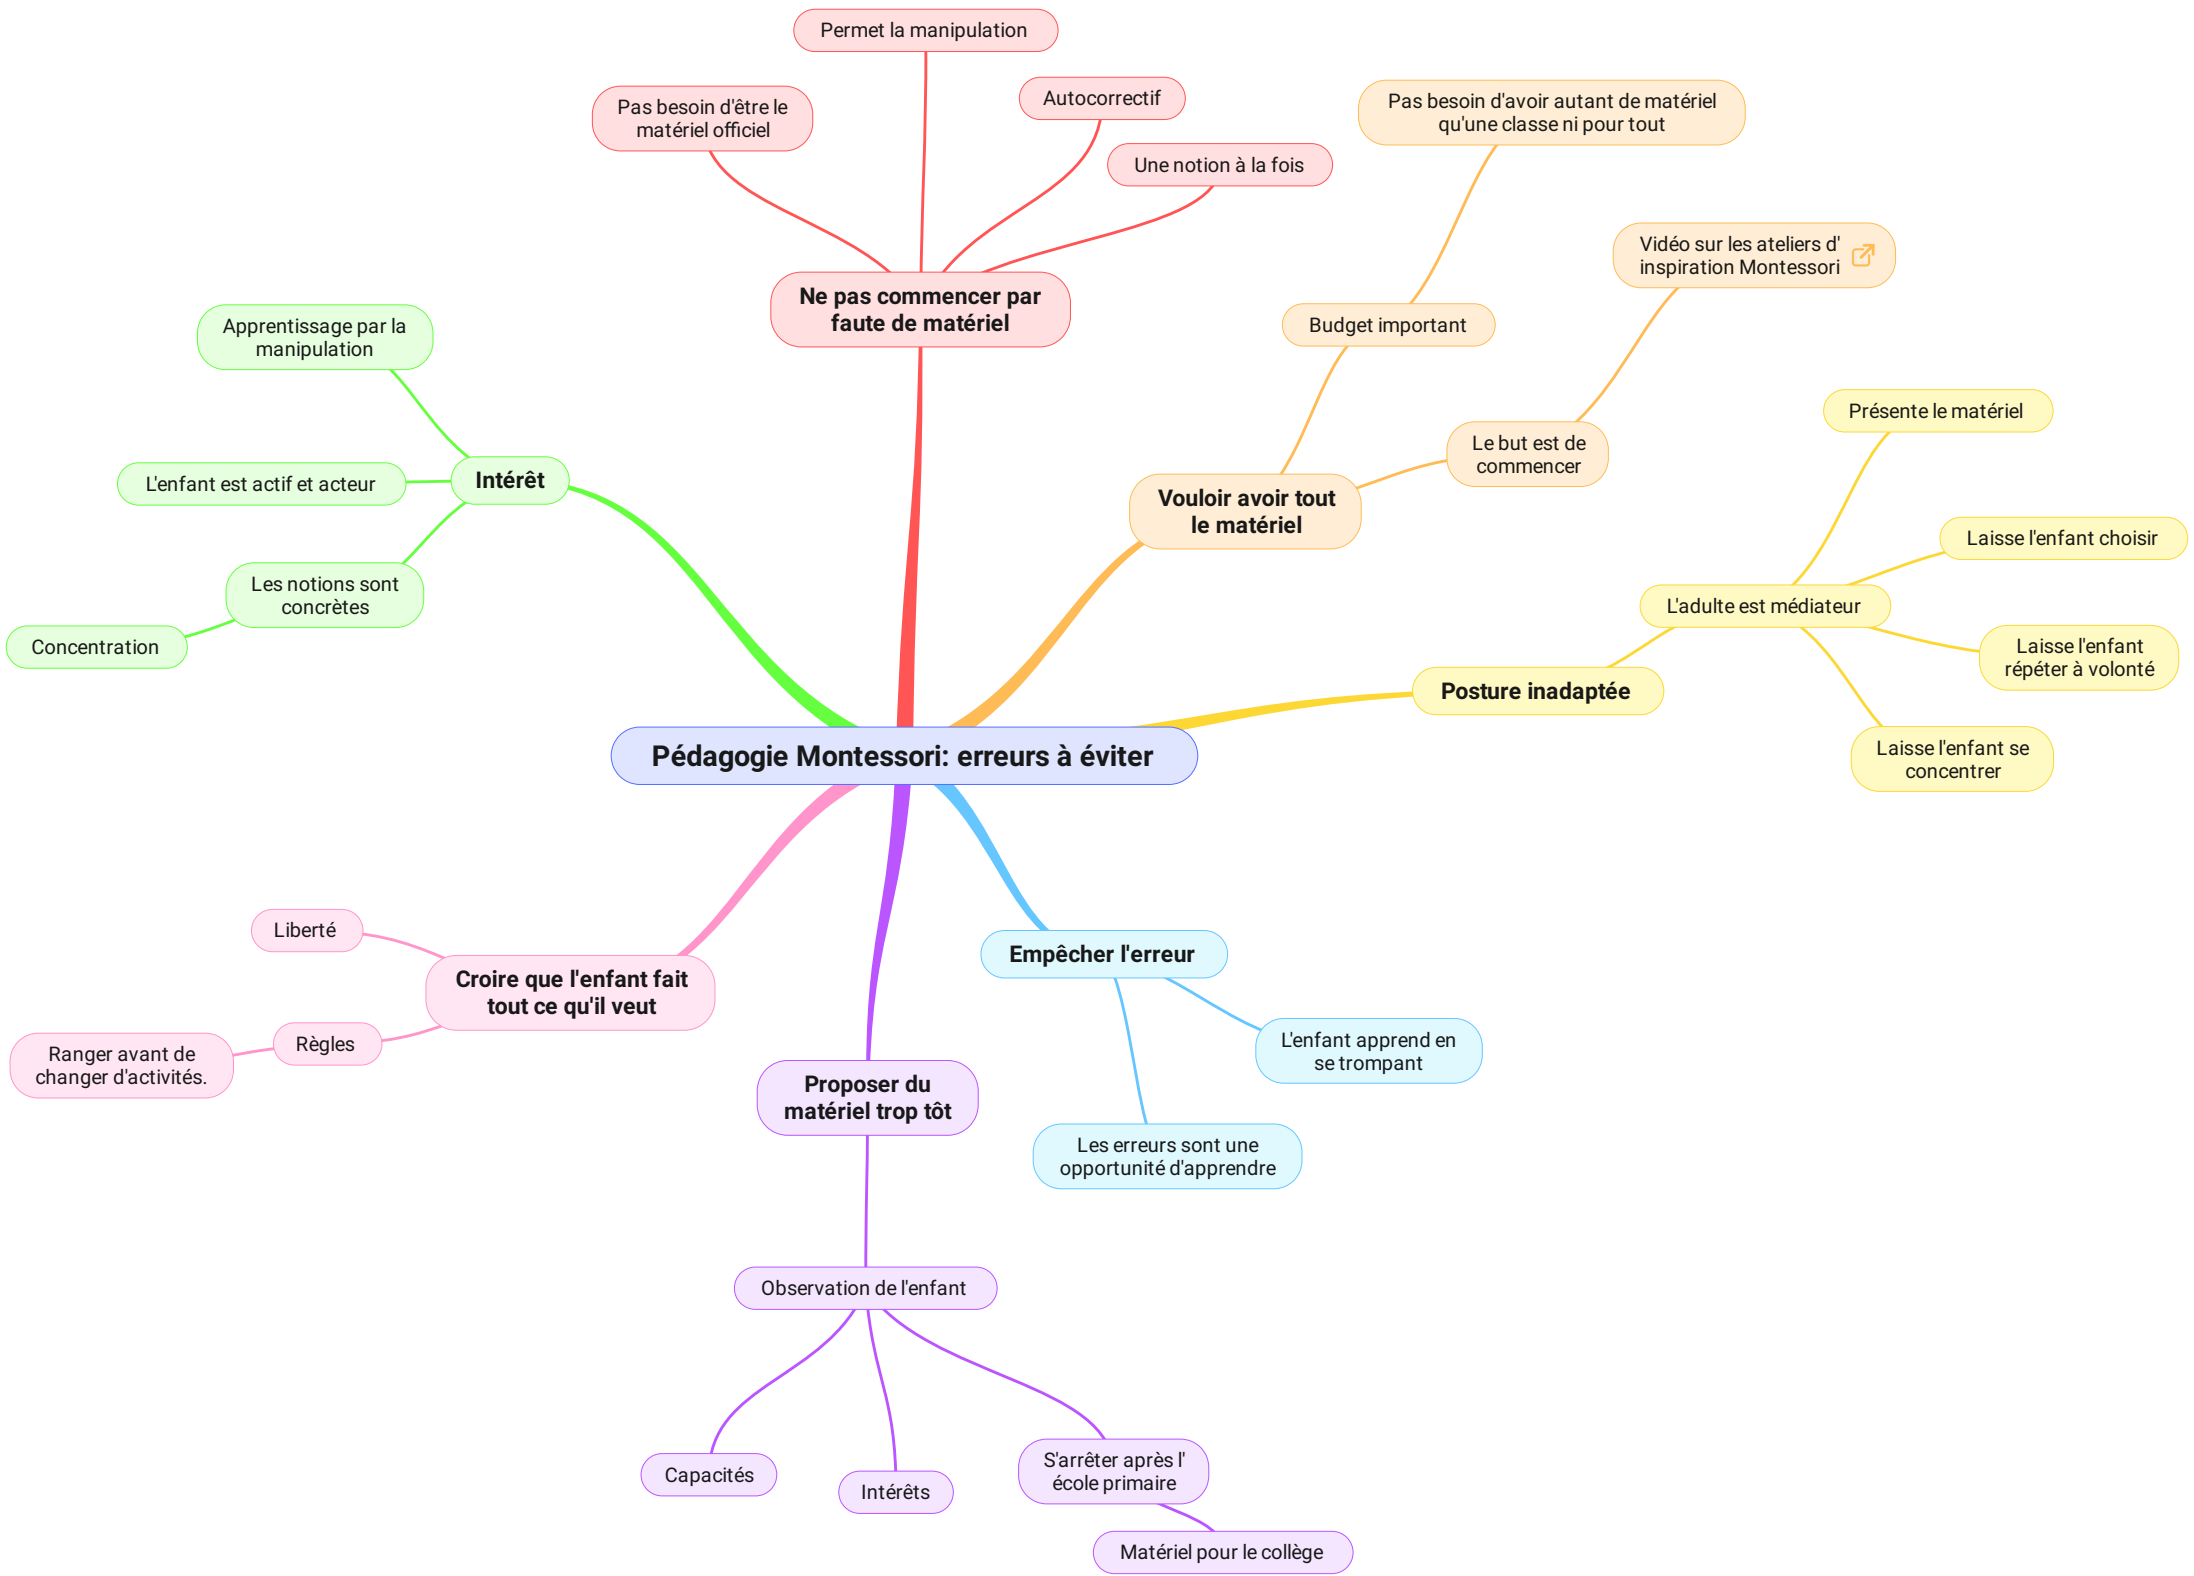 Permet la manipulation
Pas besoin d'être le
matériel officiel
Autocorrectif
Une notion à la fois
Ne pas commencer par
faute de matériel
Pas besoin d'avoir autant de matériel
qu'une classe ni pour tout
Vidéo sur les ateliers d'
inspiration Montessori
Budget important
Le but est de
commencer
Vouloir avoir tout
le matériel
Présente le matériel
Laisse l'enfant choisir
L'adulte est médiateur
Laisse l'enfant
répéter à volonté
Posture inadaptée
Laisse l'enfant se
concentrer
Apprentissage par la
manipulation
Intérêt
L'enfant est actif et acteur
Les notions sont
concrètes
Concentration
Pédagogie Montessori: erreurs à éviter
Liberté
Croire que l'enfant fait
tout ce qu'il veut
Règles
Ranger avant de
changer d'activités.
Empêcher l'erreur
L'enfant apprend en
se trompant
Les erreurs sont une
opportunité d'apprendre
Proposer du
matériel trop tôt
Observation de l'enfant
Capacités
Intérêts
S'arrêter après l'
école primaire
Matériel pour le collège